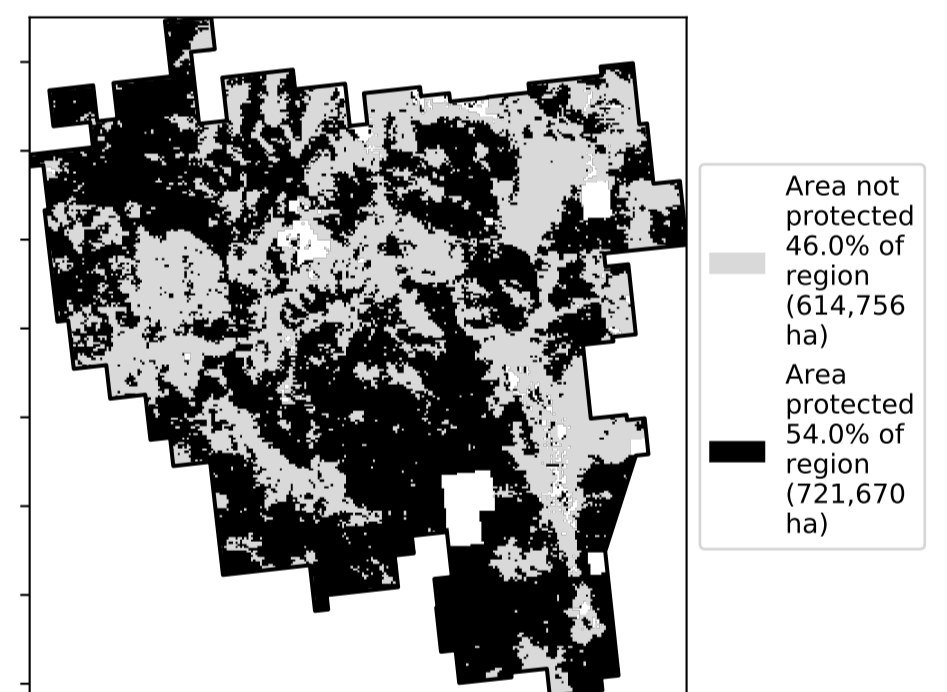 Area not
protected
46.0% of
region
(614,756
ha)
Area
protected
54.0% of
region
(721,670
ha)